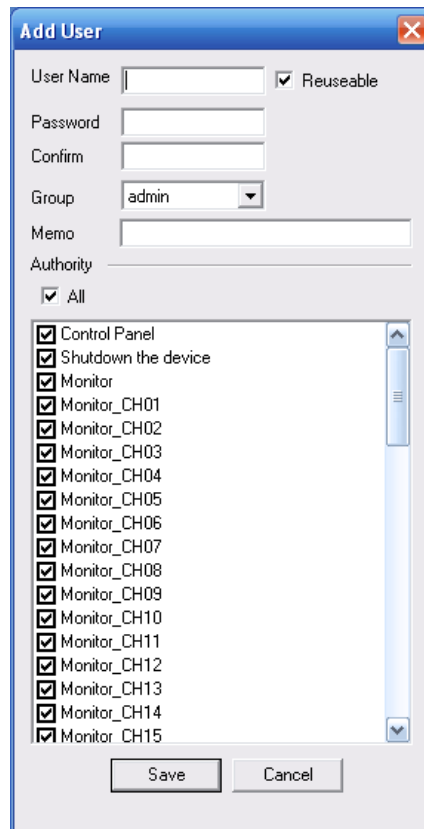 Add User
User Name
Reuseable
Password
Confirm
Group
admin
Memo
Authority
All
Control Panel
Shutdown the device
Monitor
Monitor_CH01
Monitor_CH02
Monitor_CH03
Monitor_CH04
Monitor_CH05
Monitor_CH06
Monitor_CH07
Monitor_CH08
Monitor_CH09
Monitor_CH10
Monitor_CH11
Monitor_CH12
Monitor_CH13
Monitor_CH14
Monitor_CH15
Save
Cancel